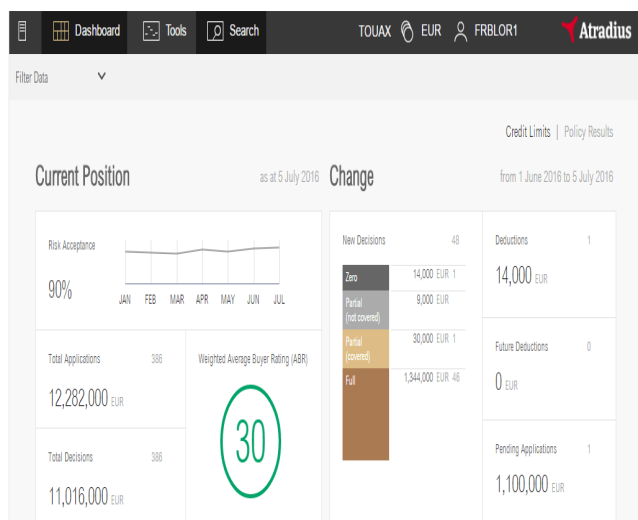 Dashboard Tools Search TOUAX EUR FRBLOR1 Atradius
Filter Data
Credit Limits | Policy Results
Current Position as at 5 July 2016
Change from 1 June 2016 to 5 July 2016
Risk Acceptance
90%
JAN FEB MAR APR MAY JUN JUL
Total Applications 386
12,282,000 EUR
Total Decisions 386
11,016,000 EUR
Weighted Average Buyer Rating (ABR)
30
New Decisions 48
Zero 14,000 EUR 1
Partial 9,000 EUR
(not covered)
Partial 30,000 EUR 1
(covered)
Full 1,344,000 EUR 46
Deductions 1
14,000 EUR
Future Deductions 0
0 EUR
Pending Applications 1
1,100,000 EUR